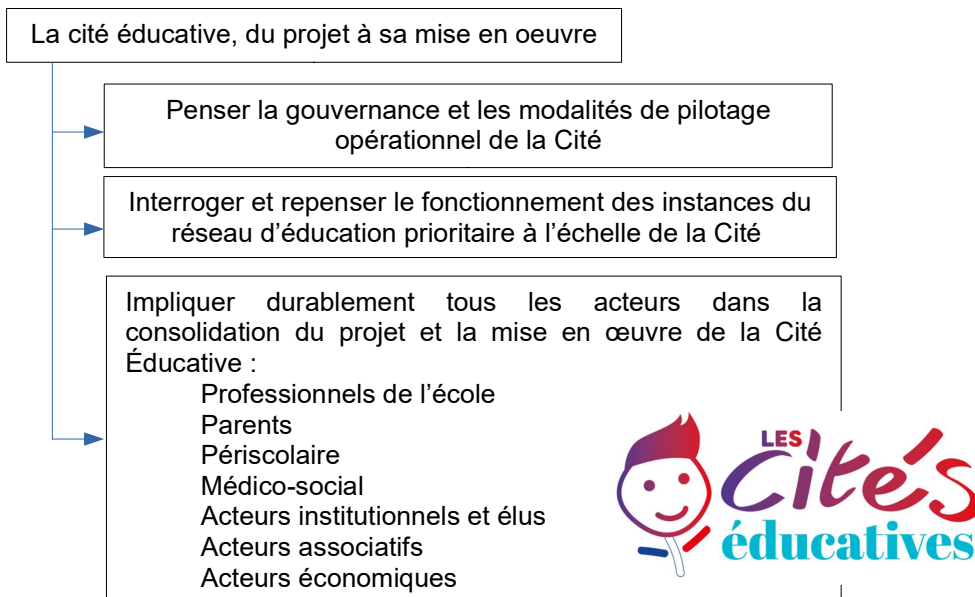 La cité éducative, du projet à sa mise en oeuvre
Penser la gouvernance et les modalités de pilotage
opérationnel de la Cité
Interroger et repenser le fonctionnement des instances du
réseau d’éducation prioritaire à l’échelle de la Cité
Impliquer durablement tous les acteurs dans la
consolidation du projet et la mise en œuvre de la Cité
Éducative :
Professionnels de l’école
Parents
Périscolaire
Médico-social
Acteurs institutionnels et élus
Acteurs associatifs
Acteurs économiques
LES
Cités
éducatives